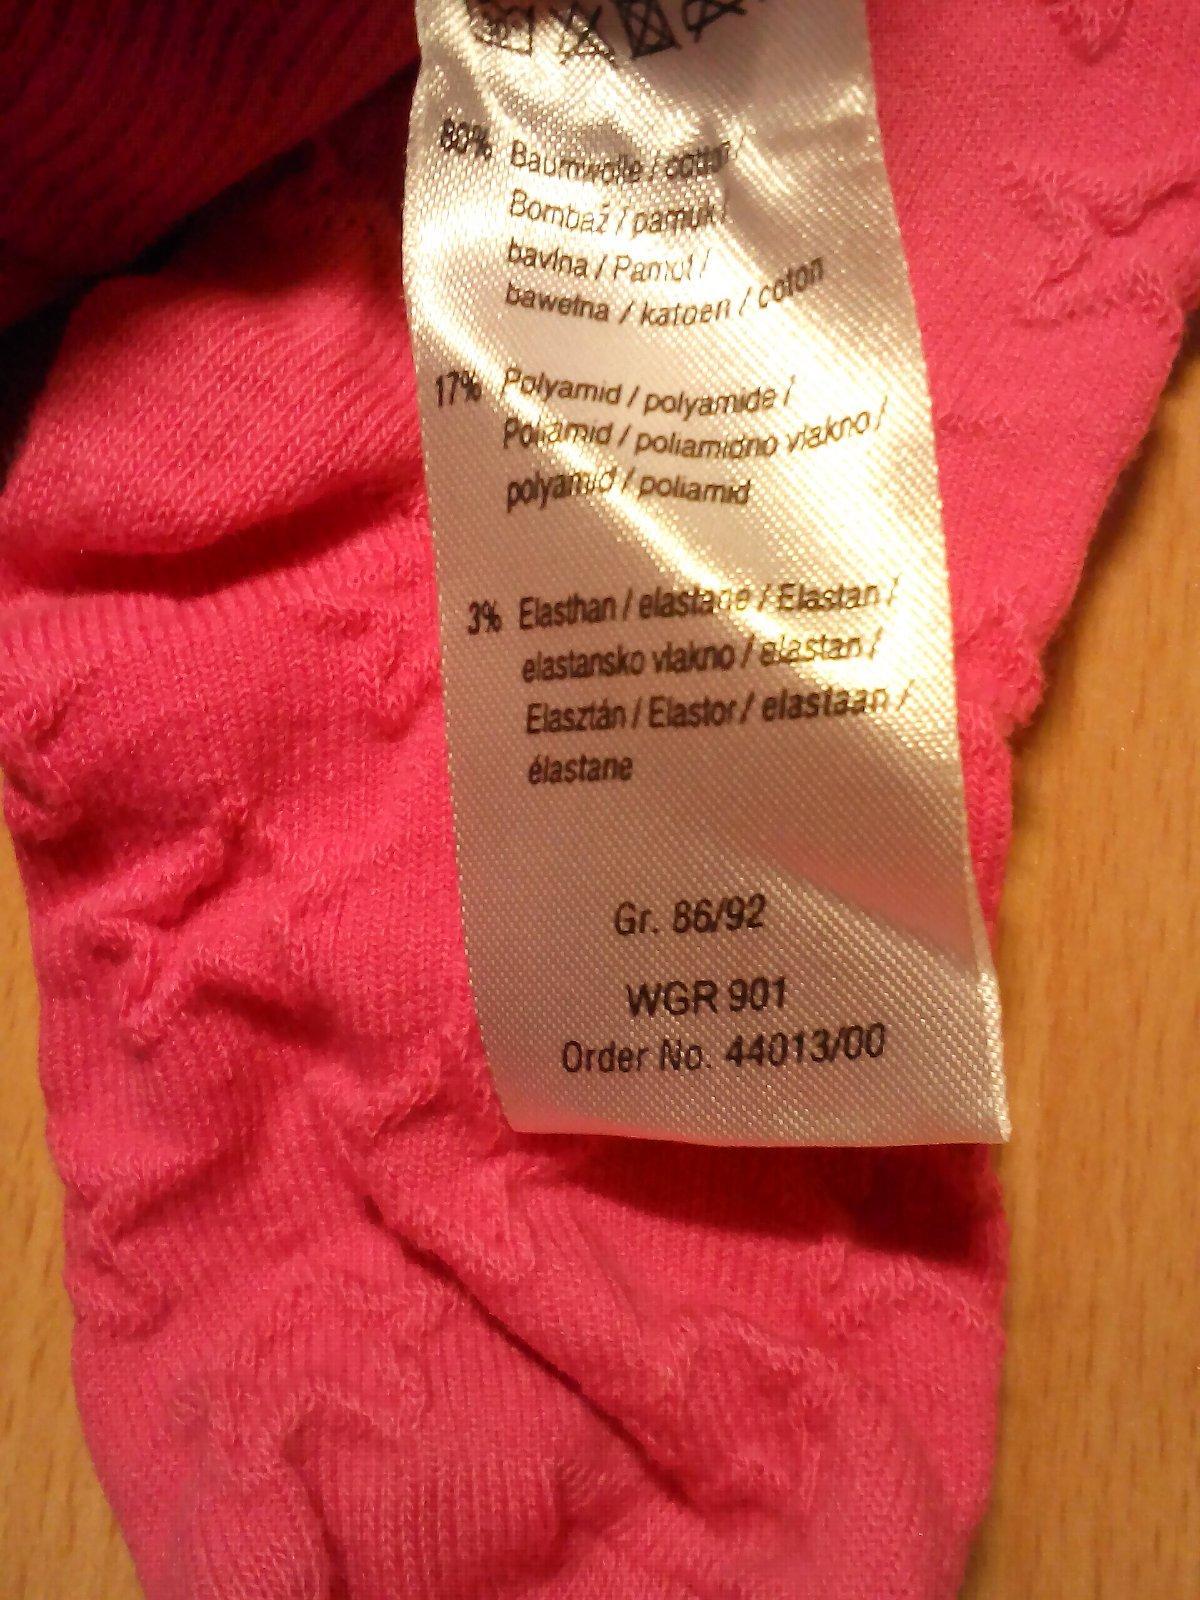 80% Baumwolle / cotton /
Bombaž / pamuk /
bavlna / Pamut /
bawełna / katoen / coton
17% Polyamid / polyamide /
Poliamid / poliamidno vlakno /
polyamid / poliamid
3% Elasthan / elastane / Elastan /
elastansko vlakno / elastan /
Elasztán / Elastor / elastaan /
élastane
Gr. 86/92
WGR 901
Order No. 44013/00